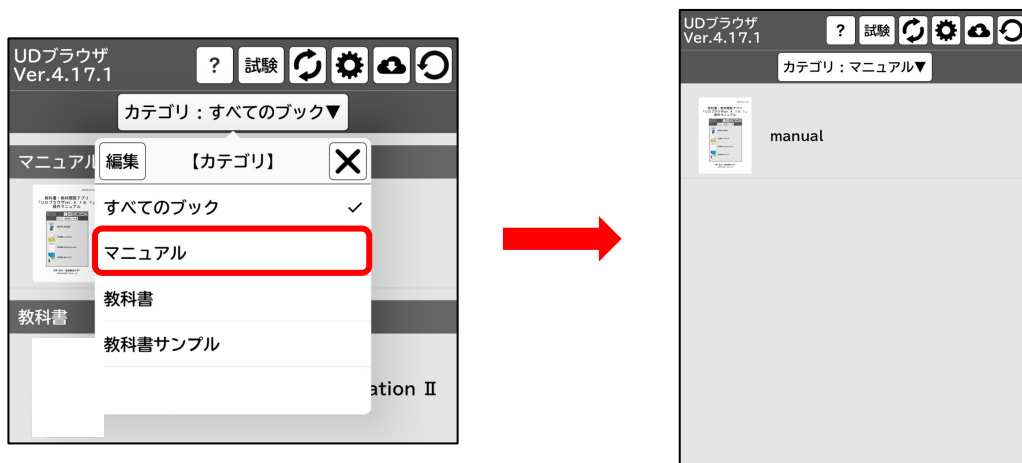 UDブラウザ
Ver.4.17.1
? 試験
カテゴリ：すべてのブック▼
マニュアル
編集 【カテゴリ】
すべてのブック ✓
マニュアル
教科書
教科書サンプル
教科書
ation Ⅱ
UDブラウザ
Ver.4.17.1
? 試験
カテゴリ：マニュアル▼
manual